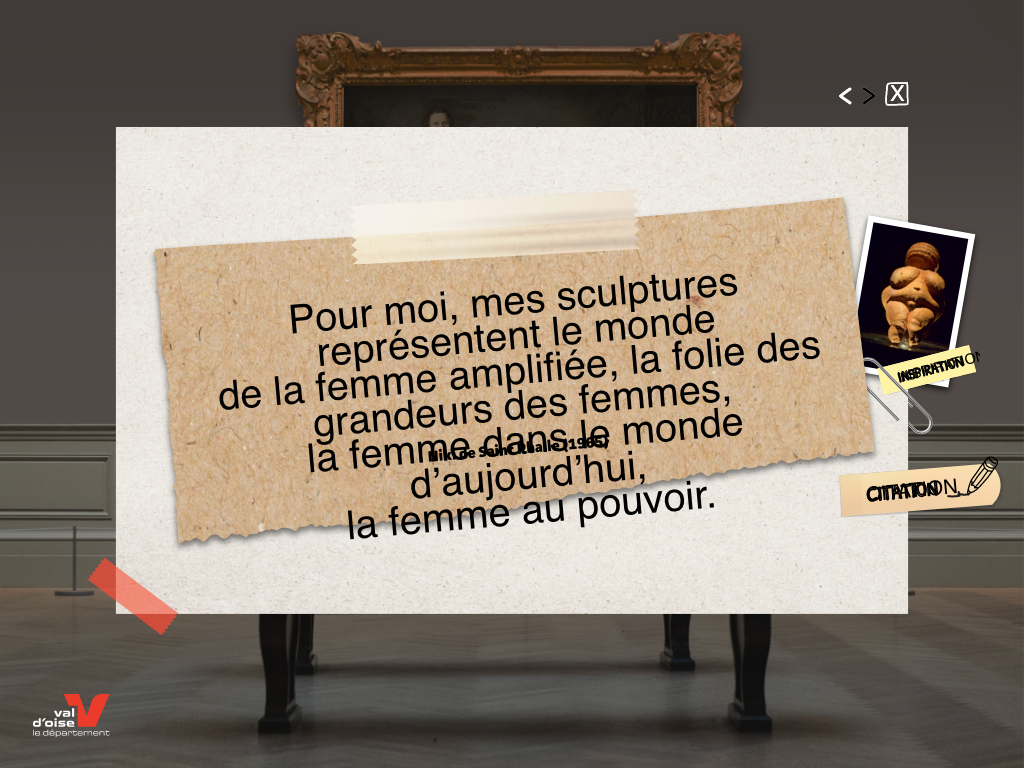 X
Pour moi, mes sculptures
représentent le monde
de la femme amplifiée, la folie des
grandeurs des femmes,
la femme dans le monde
d’aujourd’hui,
la femme au pouvoir.
Niki de Saint Phalle (1965)
INSPIRATION
CITATION
val
d'oise
le département